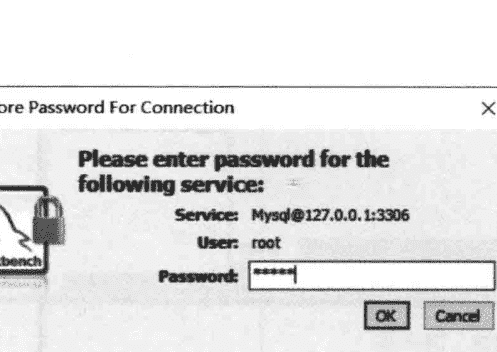 ore Password For Connection
Please enter password for the
following service:
Service: Mysql@127.0.0.1:3306
User: root
bench
Password: *****
OK Cancel